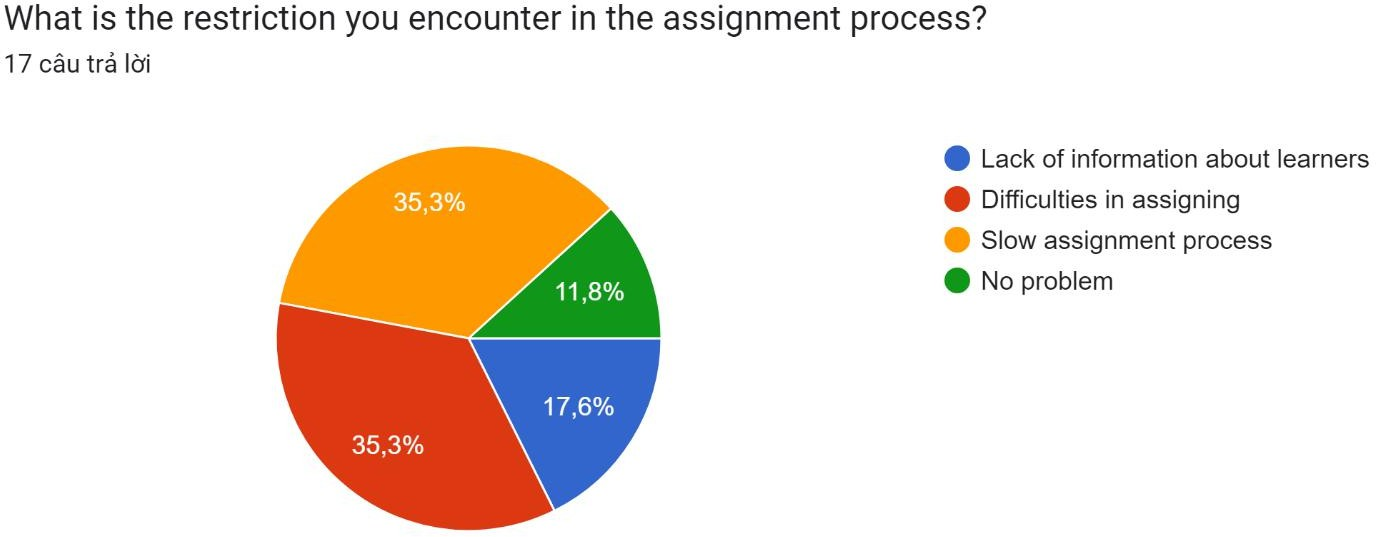 What is the restriction you encounter in the assignment process?
17 câu trả lời
35,3%
11,8%
17,6%
35,3%
Lack of information about learners
Difficulties in assigning
Slow assignment process
No problem